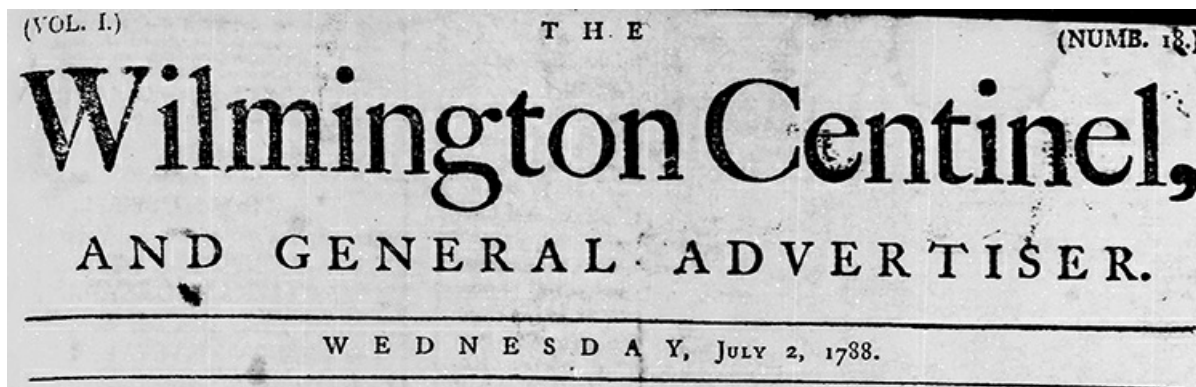 (VOL. I.)
THE
(NUMB. 18.)
Wilmington Centinel,
AND GENERAL ADVERTISER.
WEDNESDAY, JULY 2, 1788.